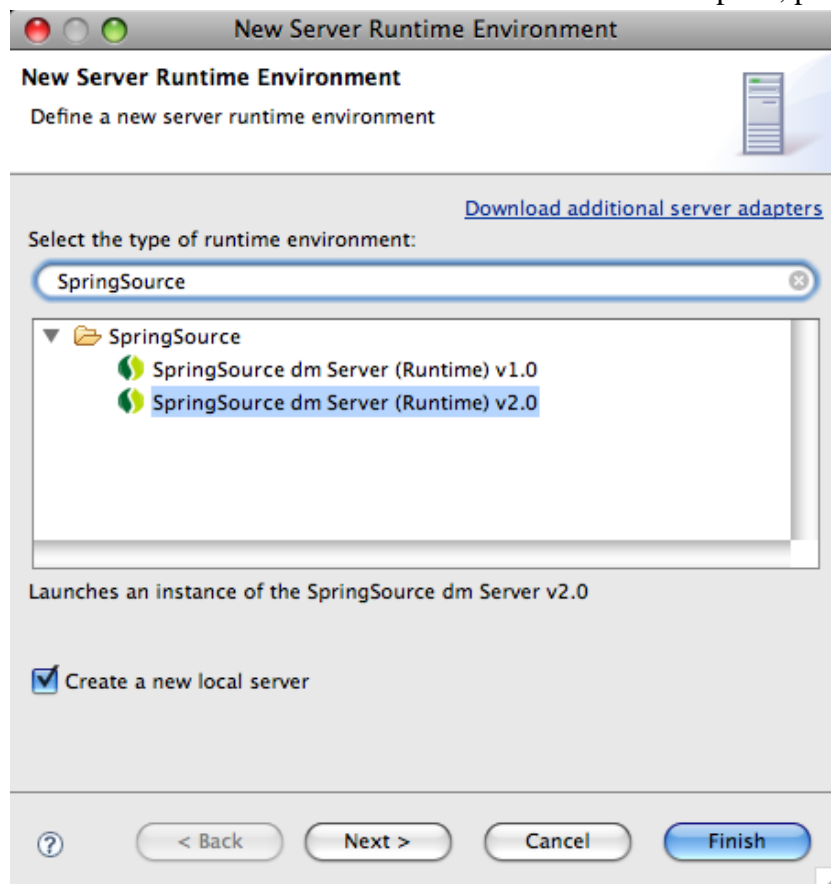 New Server Runtime Environment
New Server Runtime Environment
Define a new server runtime environment
Download additional server adapters
Select the type of runtime environment:
SpringSource
SpringSource
SpringSource dm Server (Runtime) v1.0
SpringSource dm Server (Runtime) v2.0
Launches an instance of the SpringSource dm Server v2.0
Create a new local server
? < Back Next > Cancel Finish